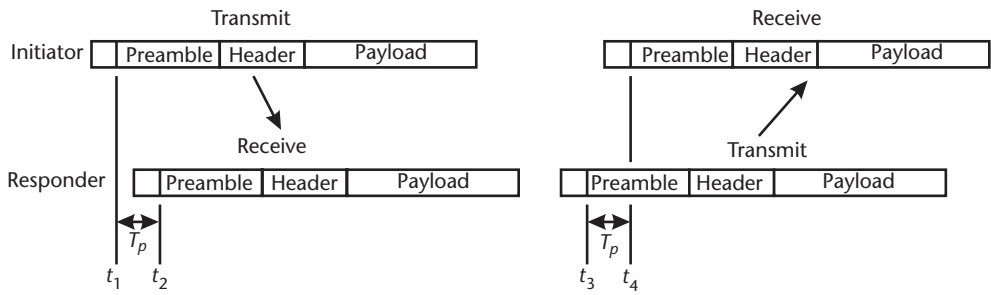 Transmit
Receive
Initiator
Preamble
Header
Payload
Preamble
Header
Payload
Receive
Transmit
Responder
Preamble
Header
Payload
Preamble
Header
Payload
Tp
Tp
t1
t2
t3
t4